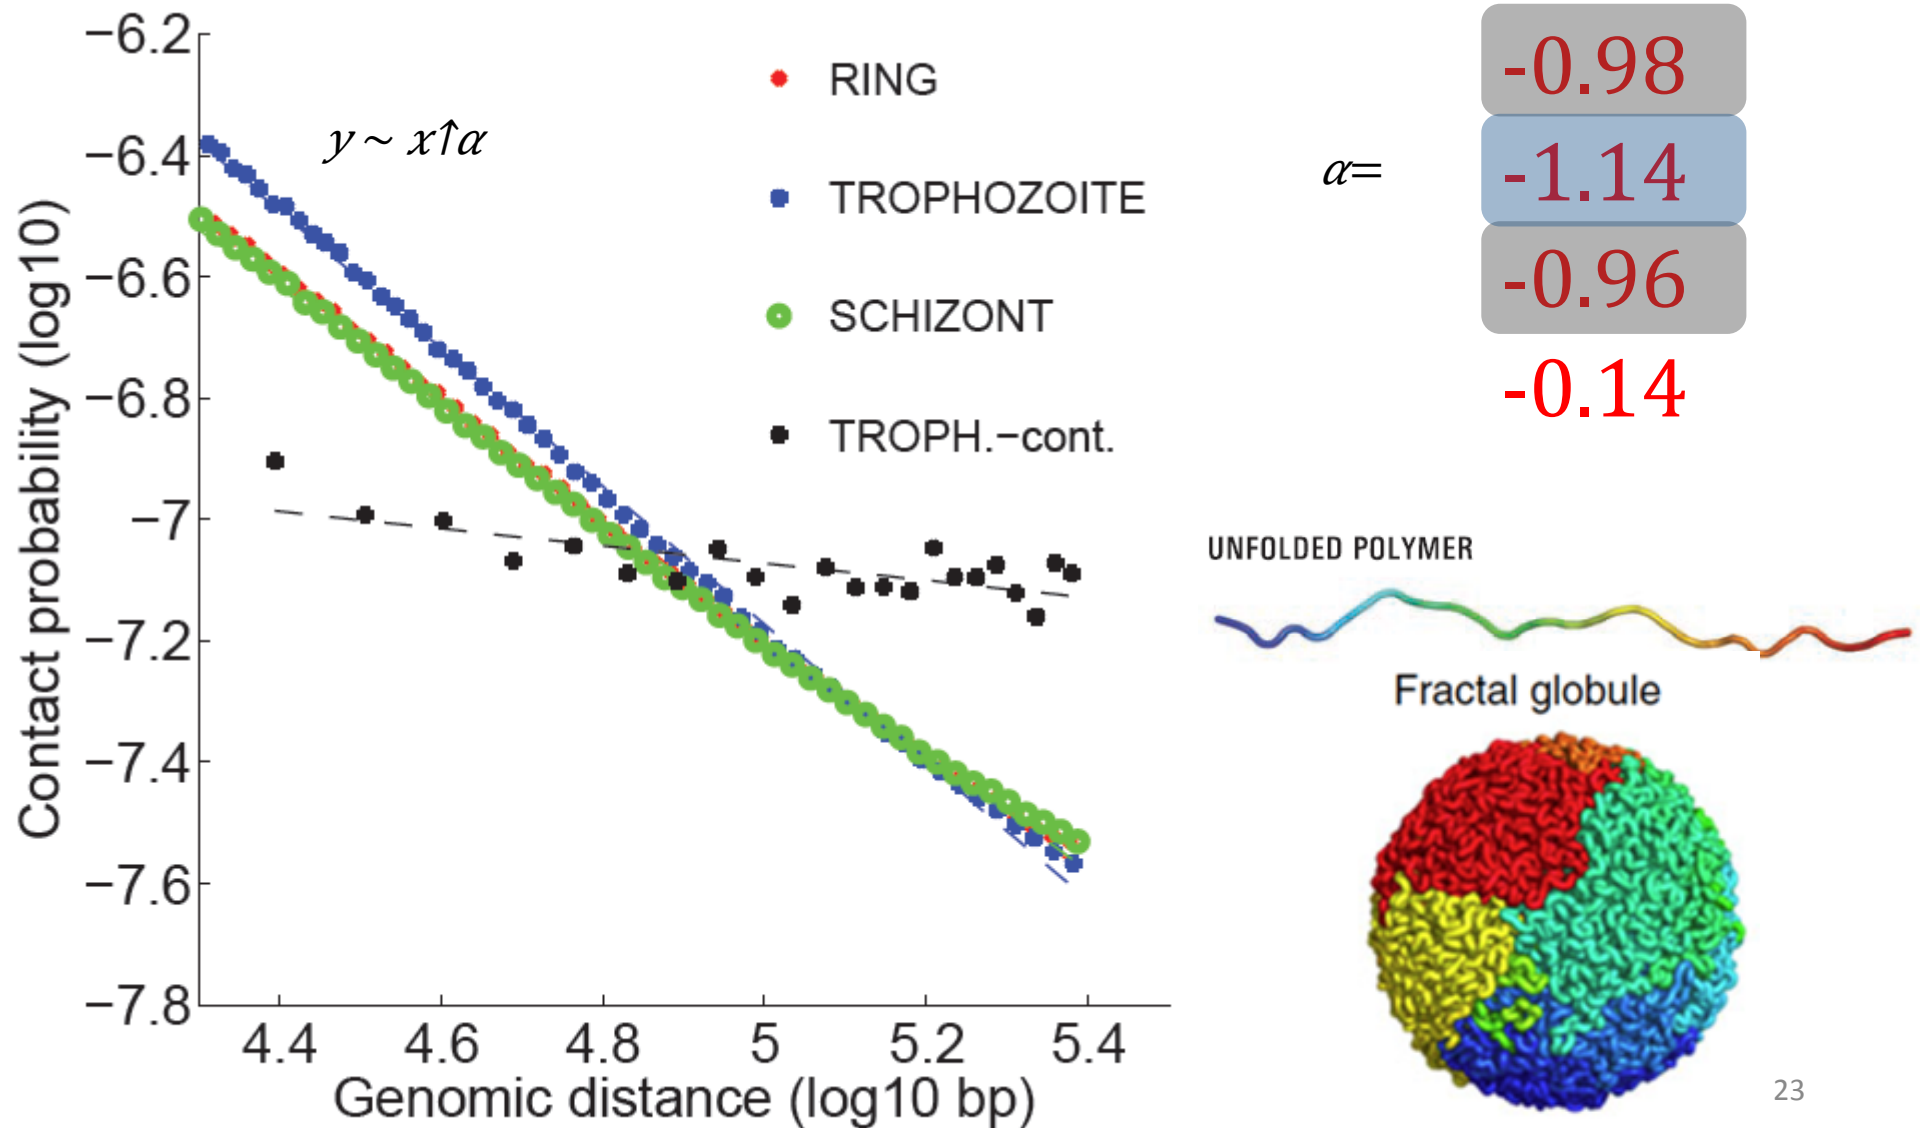 −6.2
−6.4
−6.6
−6.8
−7
−7.2
−7.4
−7.6
−7.8
Contact probability (log10)
4.4 4.6 4.8 5 5.2 5.4
Genomic distance (log10 bp)
y ~ x↑α
RING
TROPHOZOITE
SCHIZONT
TROPH.−cont.
α=
-0.98
-1.14
-0.96
-0.14
UNFOLDED POLYMER
Fractal globule
23